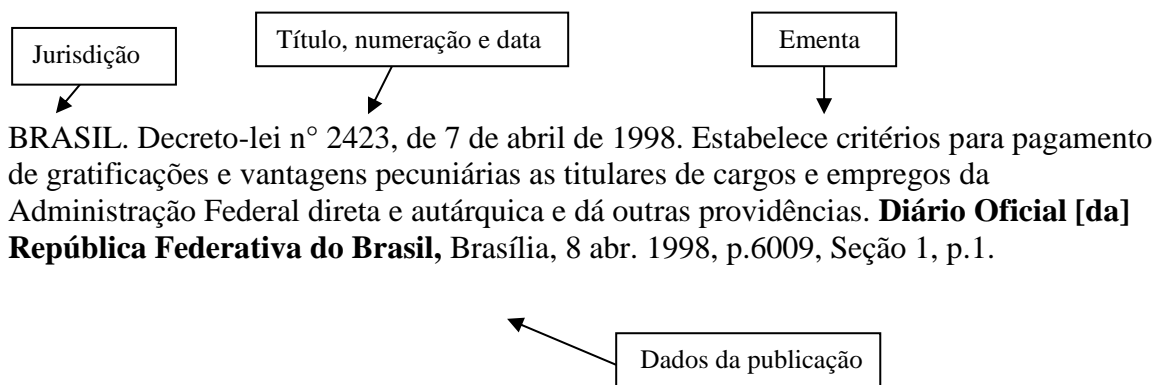 Jurisdição
Título, numeração e data
Ementa
BRASIL. Decreto-lei n° 2423, de 7 de abril de 1998. Estabelece critérios para pagamento
de gratificações e vantagens pecuniárias as titulares de cargos e empregos da
Administração Federal direta e autárquica e dá outras providências. Diário Oficial [da]
República Federativa do Brasil, Brasília, 8 abr. 1998, p.6009, Seção 1, p.1.
Dados da publicação